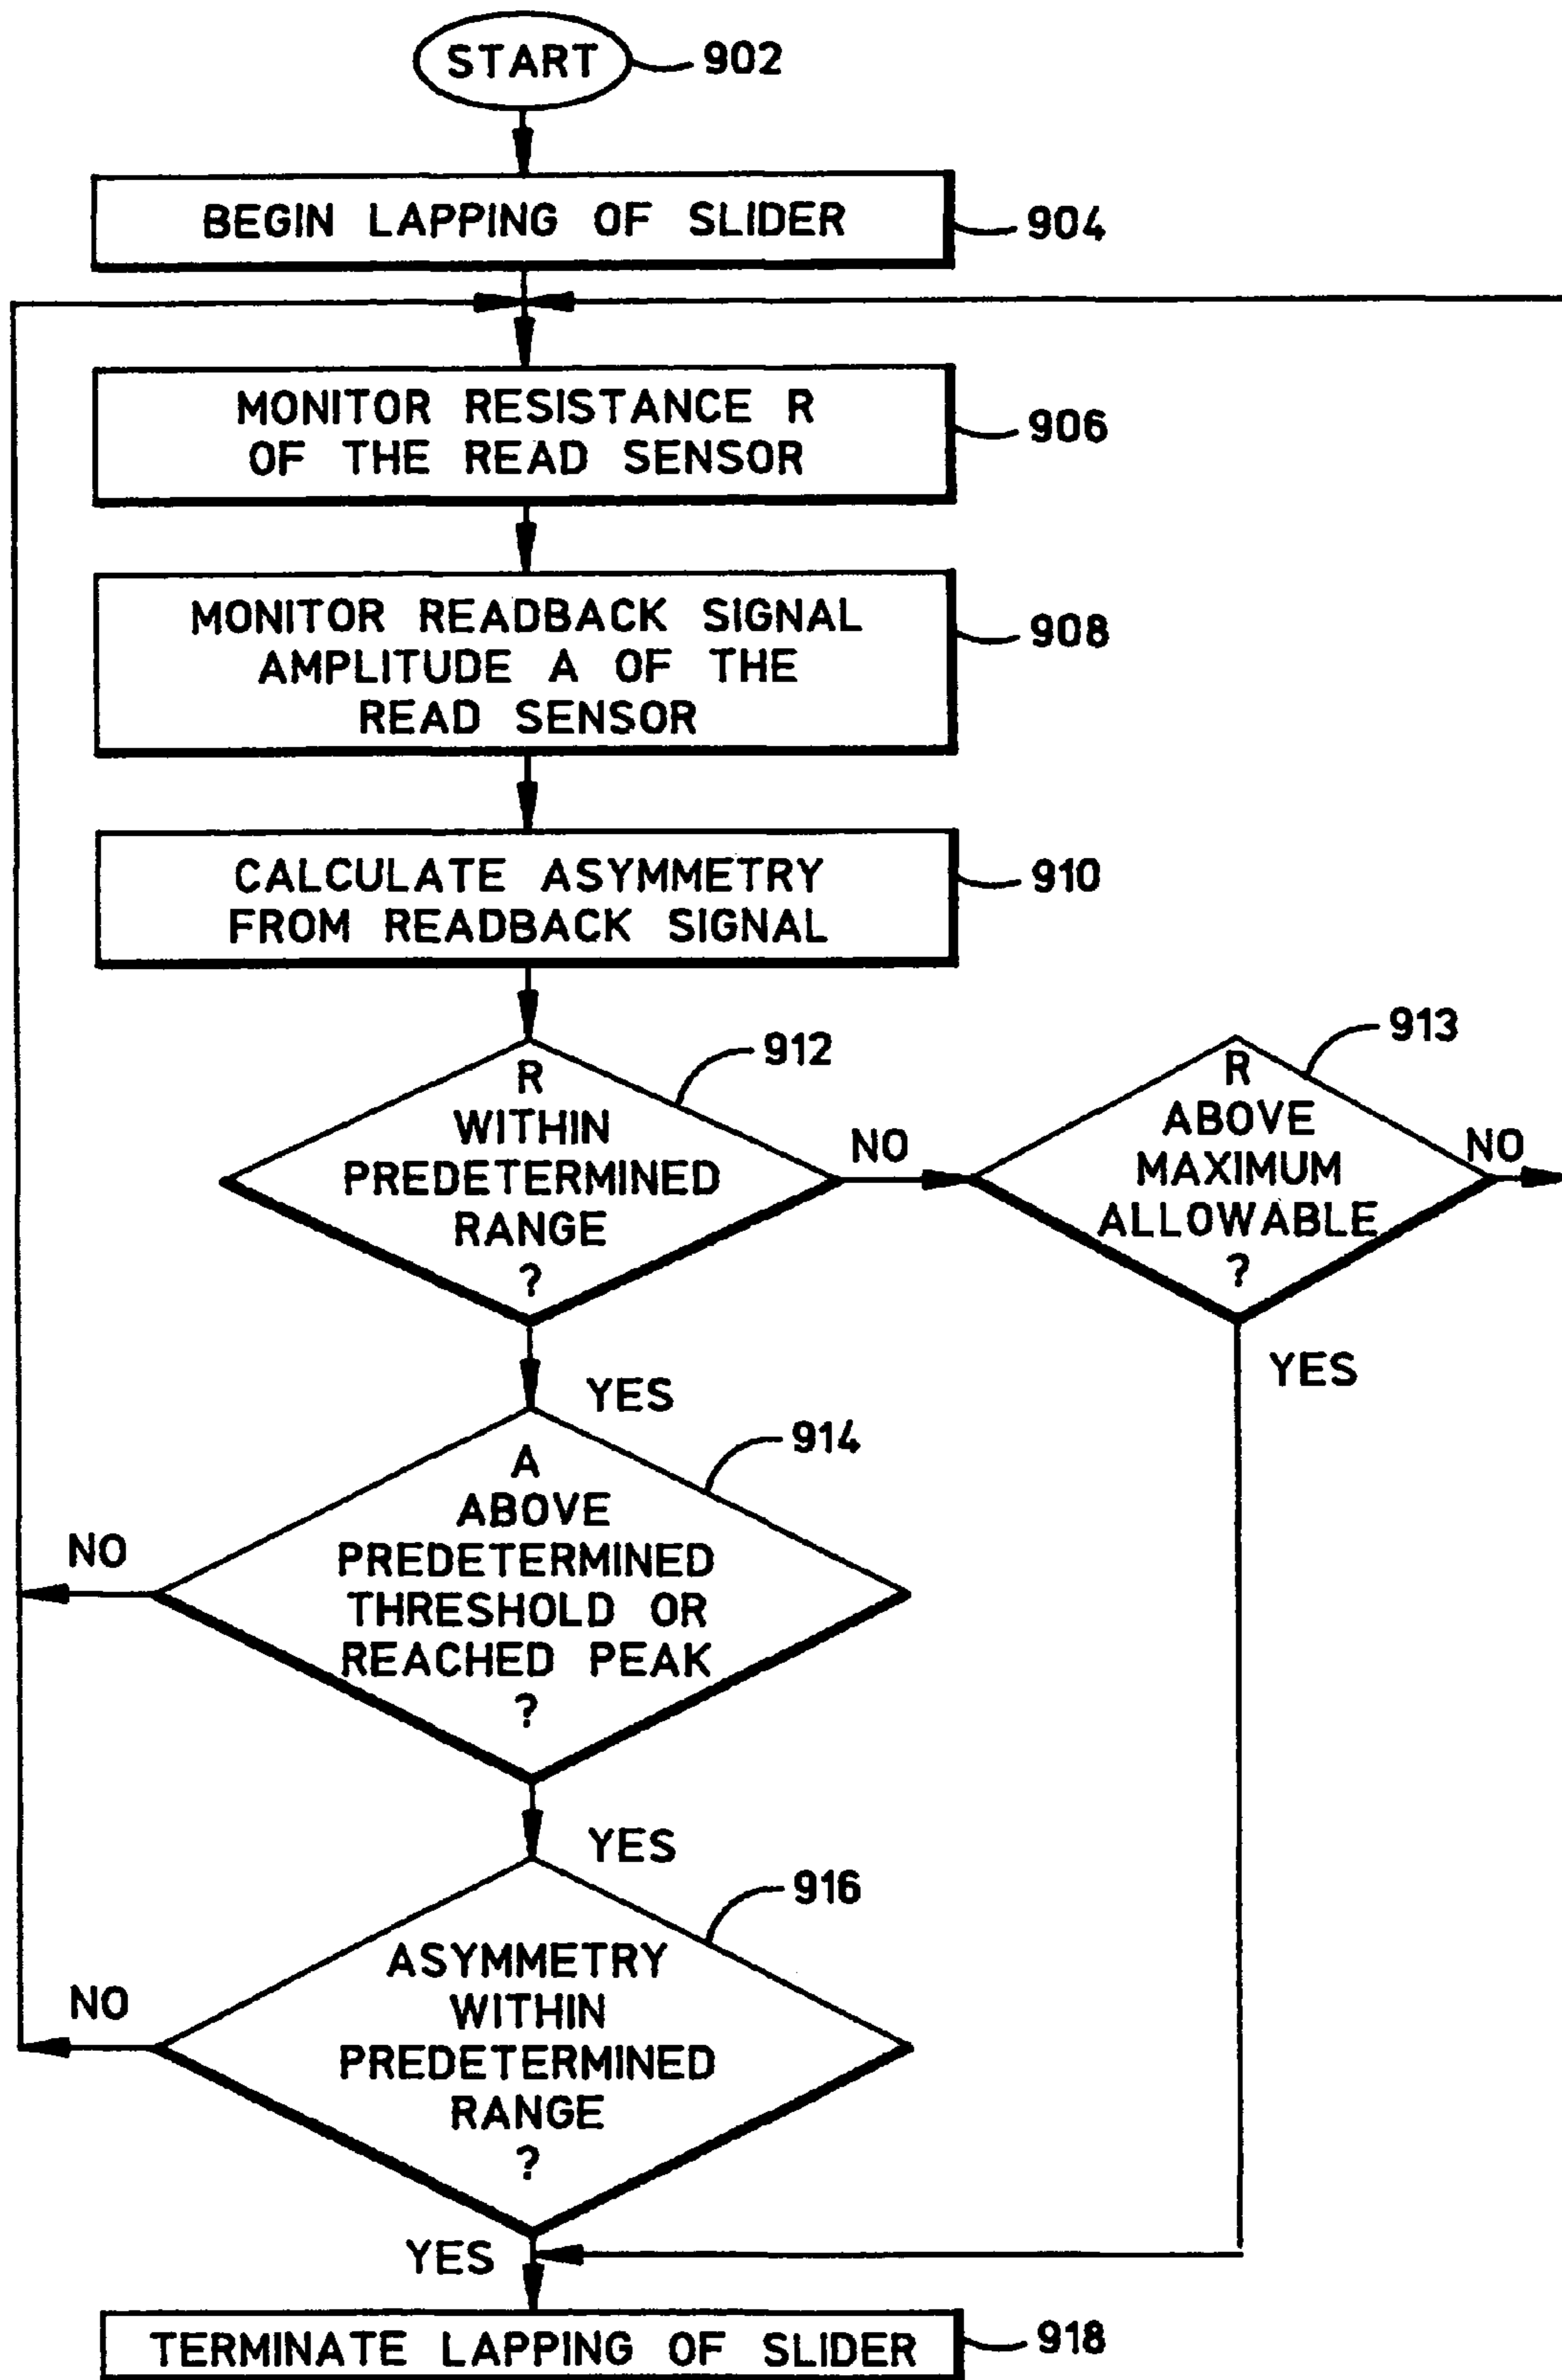 START
902
BEGIN LAPPING OF SLIDER
904
MONITOR RESISTANCE R
OF THE READ SENSOR
906
MONITOR READBACK SIGNAL
AMPLITUDE A OF THE
READ SENSOR
908
CALCULATE ASYMMETRY
FROM READBACK SIGNAL
910
R
WITHIN
PREDETERMINED
RANGE
?
912
NO
R
ABOVE
MAXIMUM
ALLOWABLE
?
913
NO
YES
YES
A
ABOVE
PREDETERMINED
THRESHOLD OR
REACHED PEAK
?
914
NO
YES
ASYMMETRY
WITHIN
PREDETERMINED
RANGE
?
916
NO
YES
TERMINATE LAPPING OF SLIDER
918